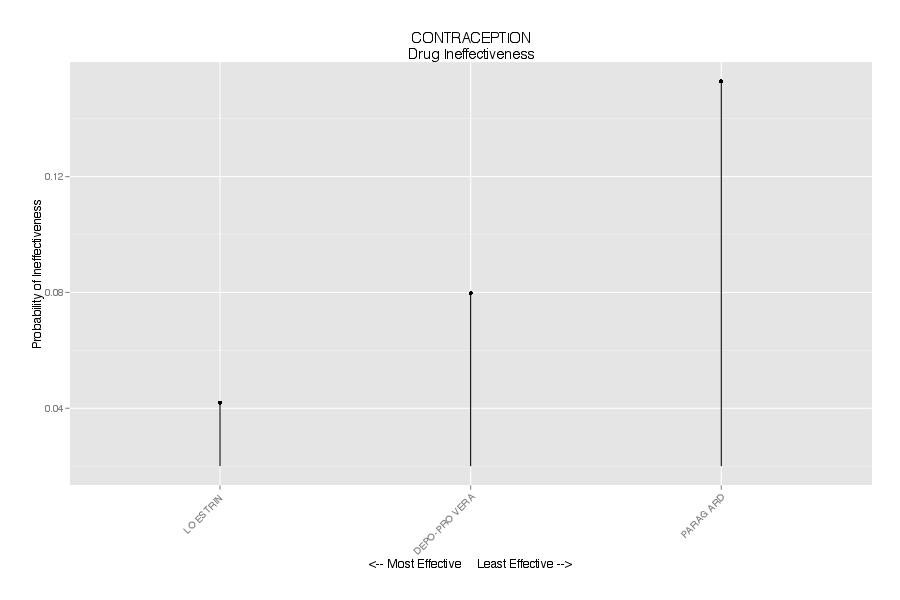 CONTRACEPTION
Drug Ineffectiveness
Probability of Ineffectiveness
0.12
0.08
0.04
LOESTRIN
DEPO-PROVERA
PARAGARD
<-- Most Effective    Least Effective -->